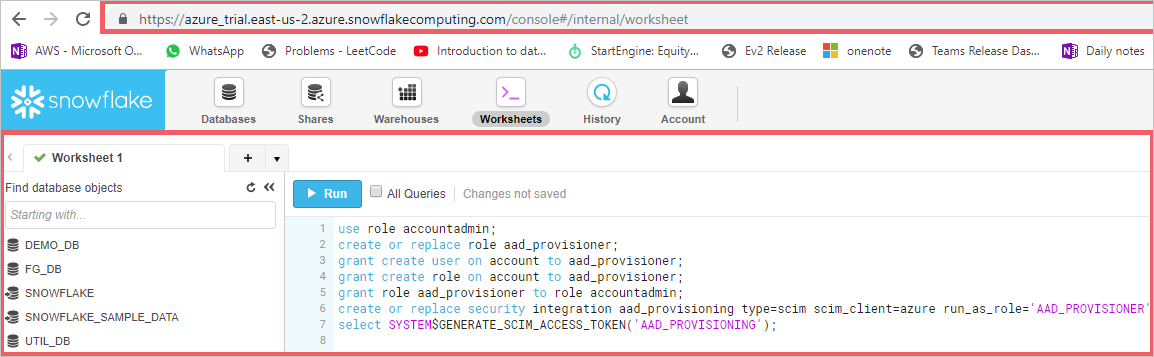 https://azure_trial.east-us-2.azure.snowflakecomputing.com/console#/internal/worksheet
AWS - Microsoft O... WhatsApp Problems - LeetCode Introduction to dat... StartEngine: Equity... Ev2 Release onenote Teams Release Das... Daily notes
snowflake
Databases Shares Warehouses Worksheets History Account
Worksheet 1
Find database objects
Run All Queries Changes not saved
Starting with...
DEMO_DB
FG_DB
SNOWFLAKE
SNOWFLAKE_SAMPLE_DATA
UTIL_DB
1 use role accountadmin;
2 create or replace role aad_provisioner;
3 grant create user on account to aad_provisioner;
4 grant create role on account to aad_provisioner;
5 grant role aad_provisioner to role accountadmin;
6 create or replace security integration aad_provisioning type=scim scim_client=azure run_as_role='AAD_PROVISIONER'
7 select SYSTEM$GENERATE_SCIM_ACCESS_TOKEN('AAD_PROVISIONING');
8